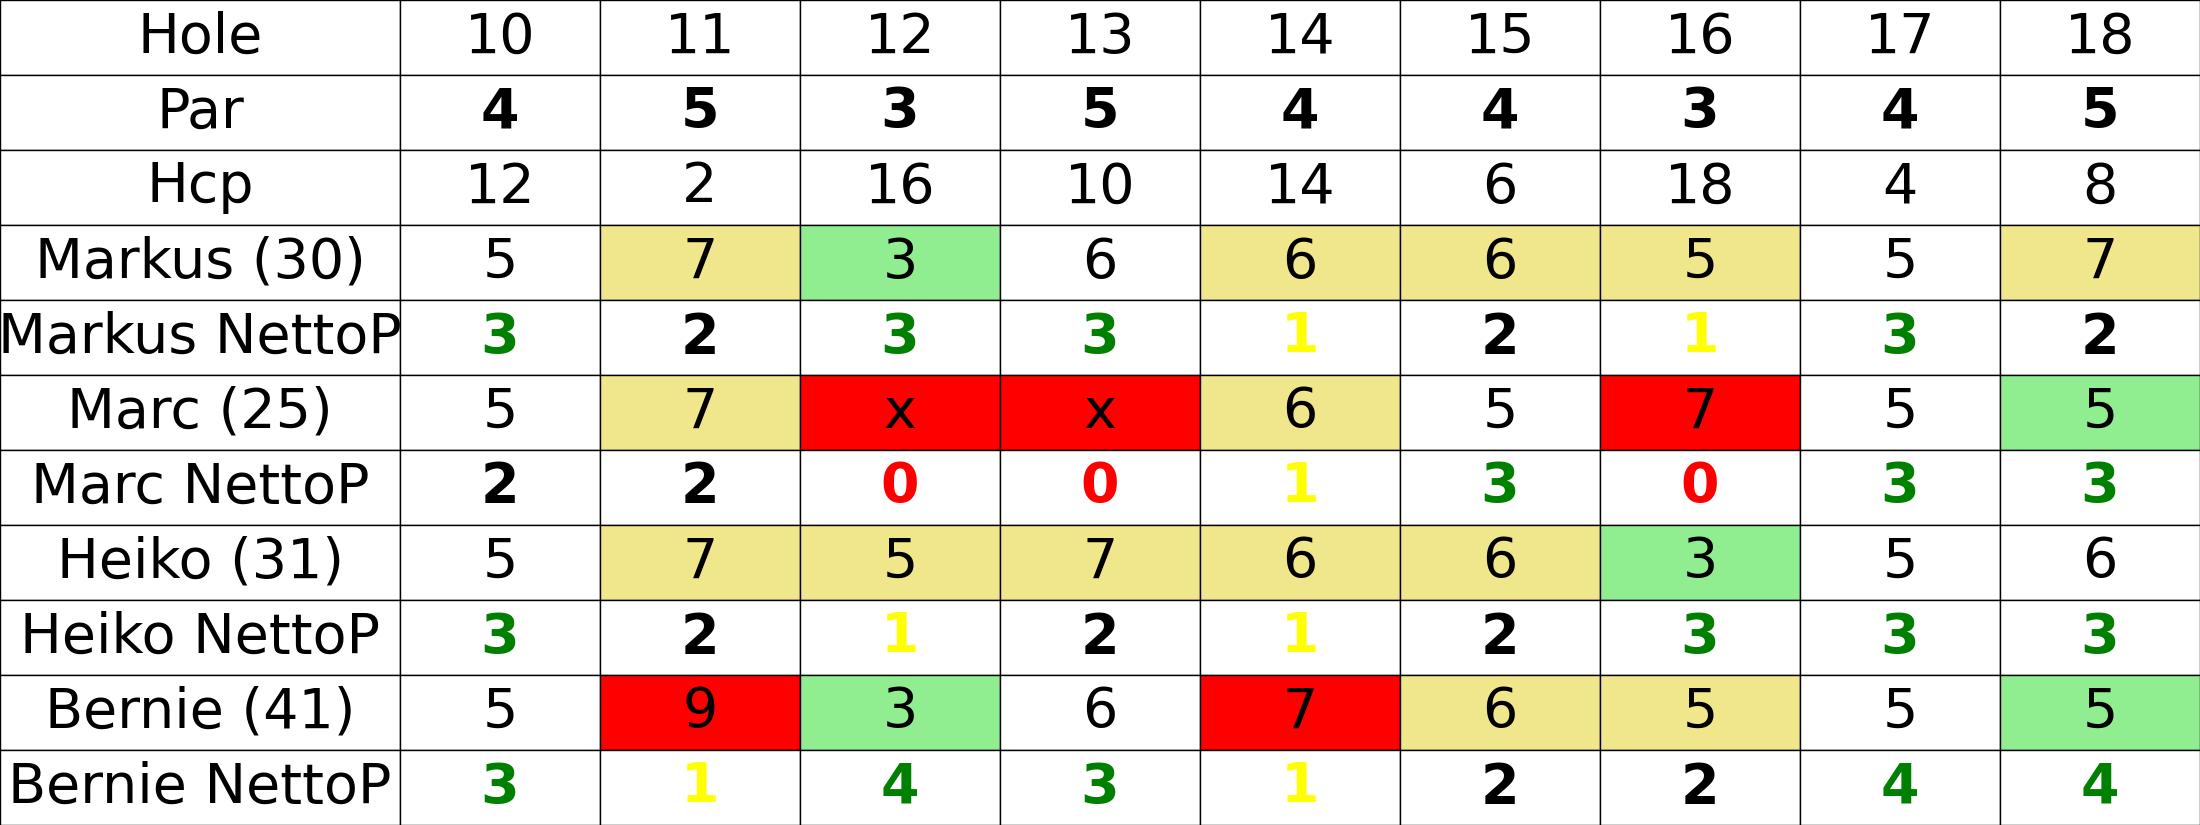 Hole 10 11 12 13 14 15 16 17 18
Par 4 5 3 5 4 4 3 4 5
Hcp 12 2 16 10 14 6 18 4 8
Markus (30) 5 7 3 6 6 6 5 5 7
Markus NettoP 3 2 3 3 1 2 1 3 2
Marc (25) 5 7 x x 6 5 7 5 5
Marc NettoP 2 2 0 0 1 3 0 3 3
Heiko (31) 5 7 5 7 6 6 3 5 6
Heiko NettoP 3 2 1 2 1 2 3 3 3
Bernie (41) 5 9 3 6 7 6 5 5 5
Bernie NettoP 3 1 4 3 1 2 2 4 4